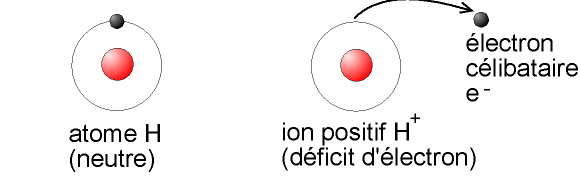 électron
célibataire
e⁻
atome H
(neutre)
ion positif H⁺
(déficit d'électron)